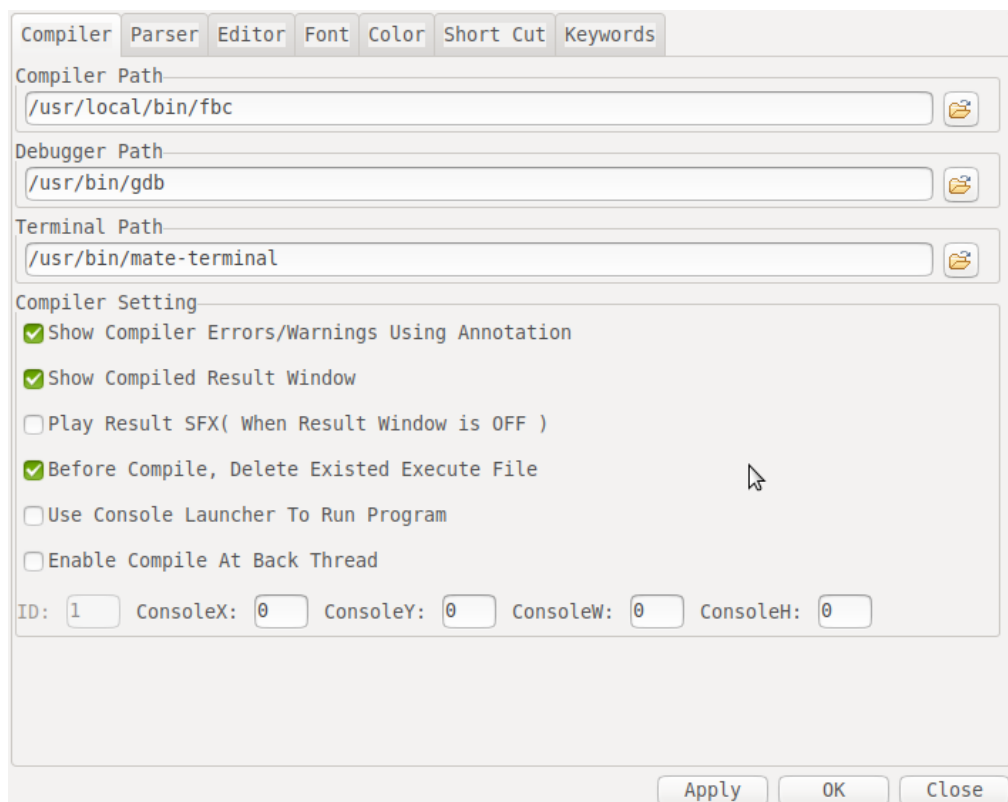 Compiler Parser Editor Font Color Short Cut Keywords
Compiler Path
/usr/local/bin/fbc
Debugger Path
/usr/bin/gdb
Terminal Path
/usr/bin/mate-terminal
Compiler Setting
Show Compiler Errors/Warnings Using Annotation
Show Compiled Result Window
Play Result SFX( When Result Window is OFF )
Before Compile, Delete Existed Execute File
Use Console Launcher To Run Program
Enable Compile At Back Thread
ID: 1 ConsoleX: 0 ConsoleY: 0 ConsoleW: 0 ConsoleH: 0
Apply OK Close